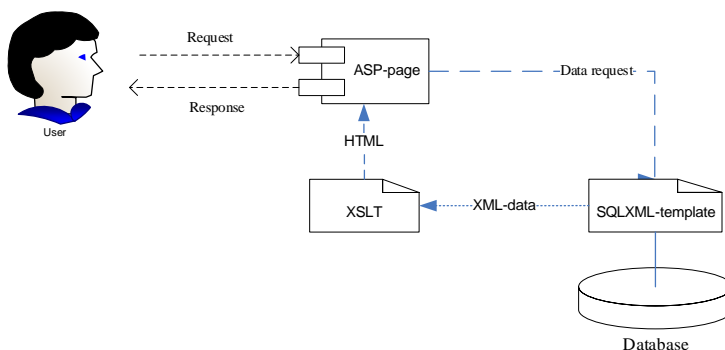 Request
ASP-page
Data request
Response
User
HTML
XSLT
XML-data
SQLXML-template
Database